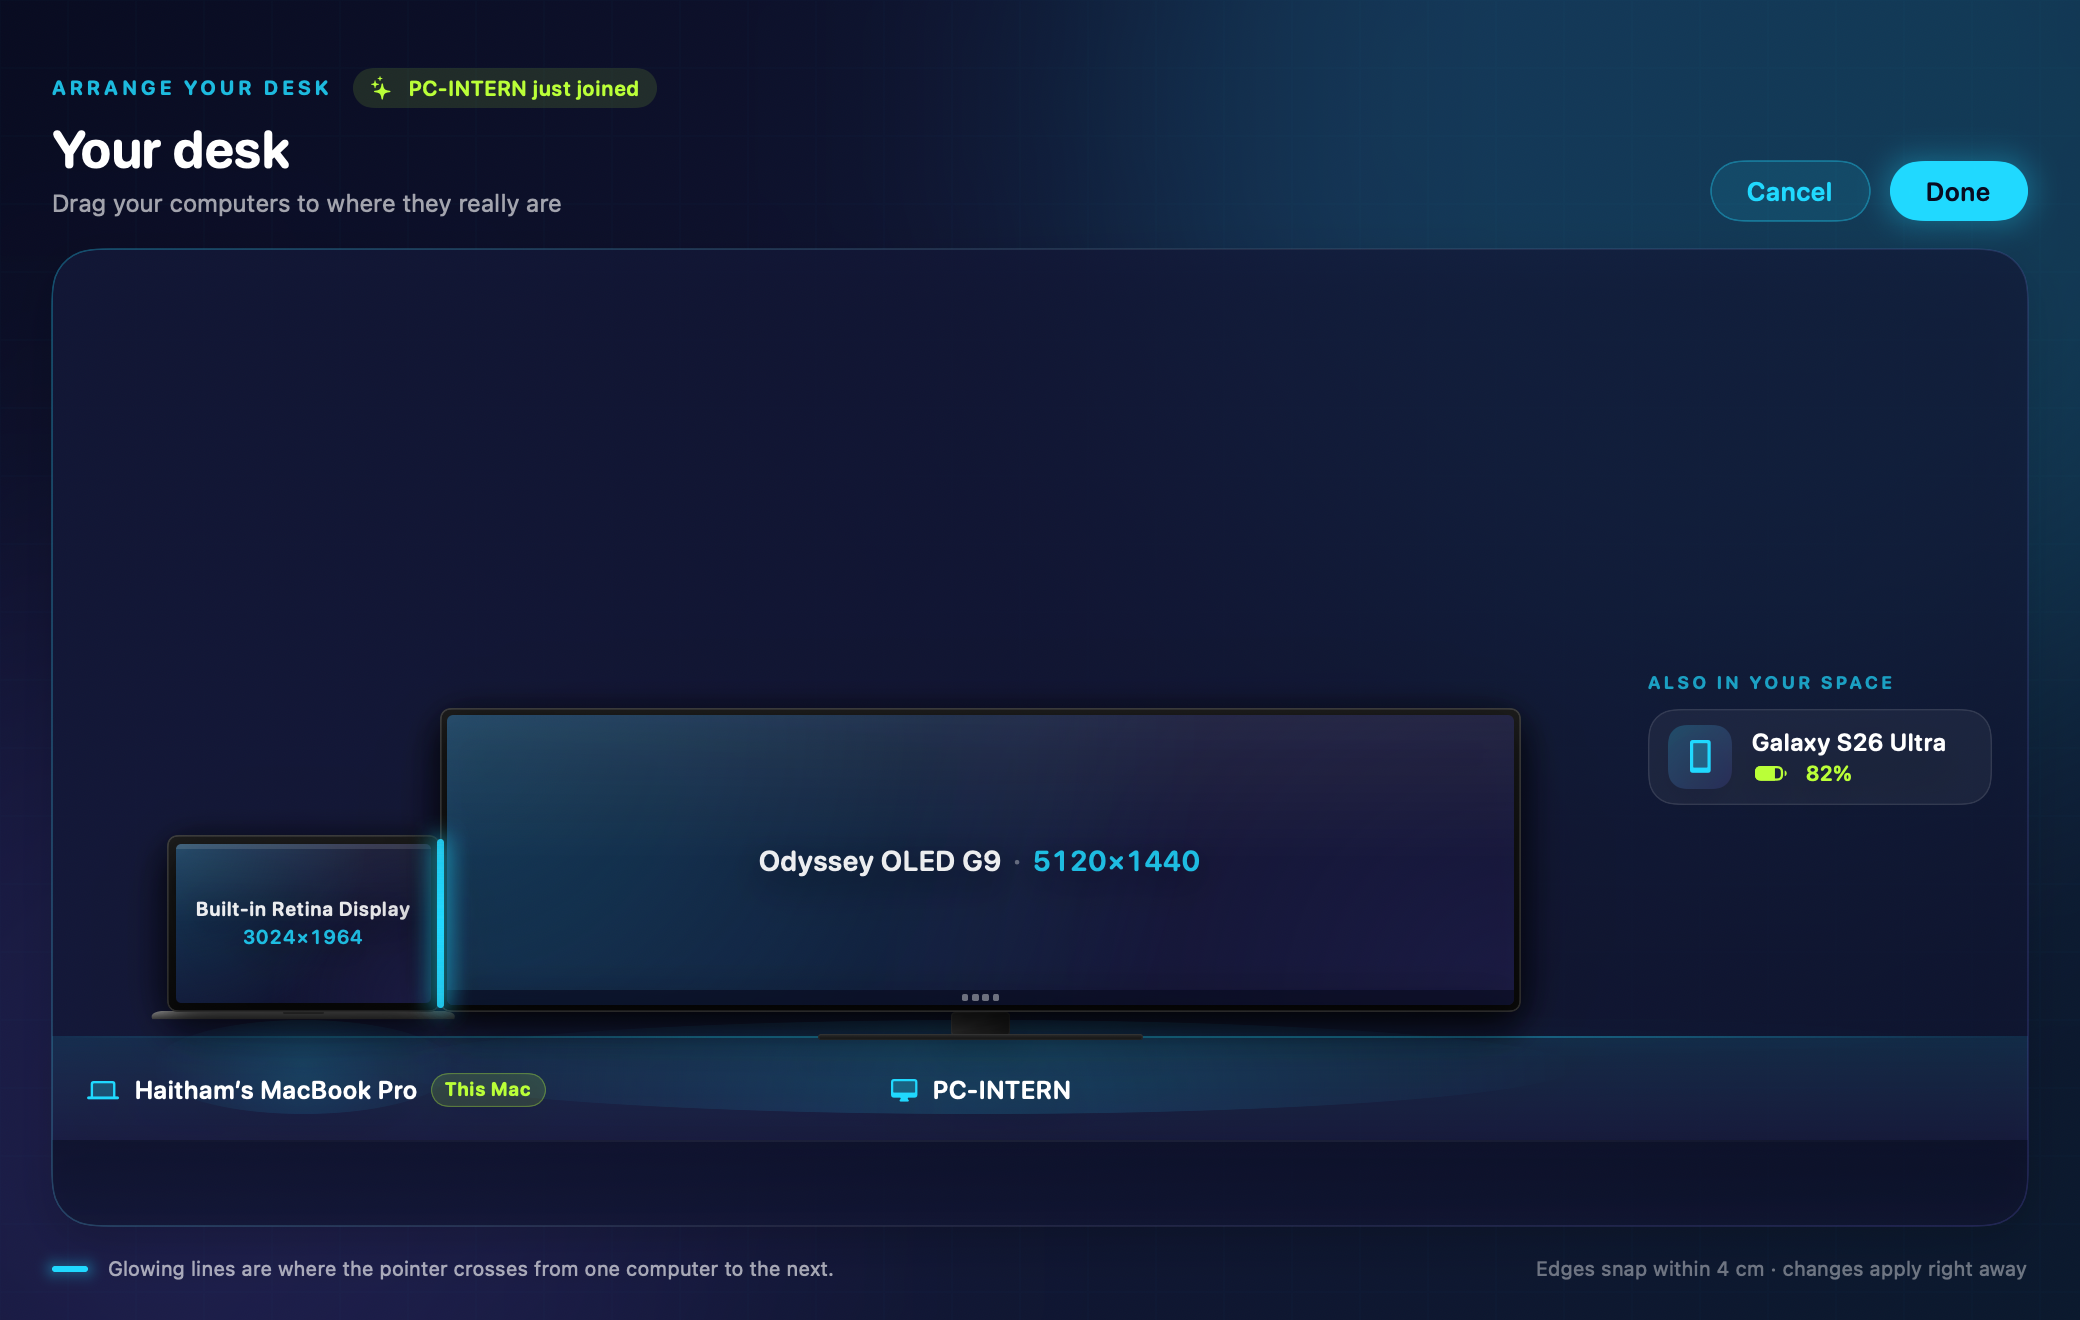 ARRANGE YOUR DESK
PC-INTERN just joined
Your desk
Drag your computers to where they really are
Cancel
Done
ALSO IN YOUR SPACE
Galaxy S26 Ultra
82%
Odyssey OLED G9 · 5120×1440
Built-in Retina Display
3024×1964
Haitham’s MacBook Pro
This Mac
PC-INTERN
Glowing lines are where the pointer crosses from one computer to the next.
Edges snap within 4 cm · changes apply right away